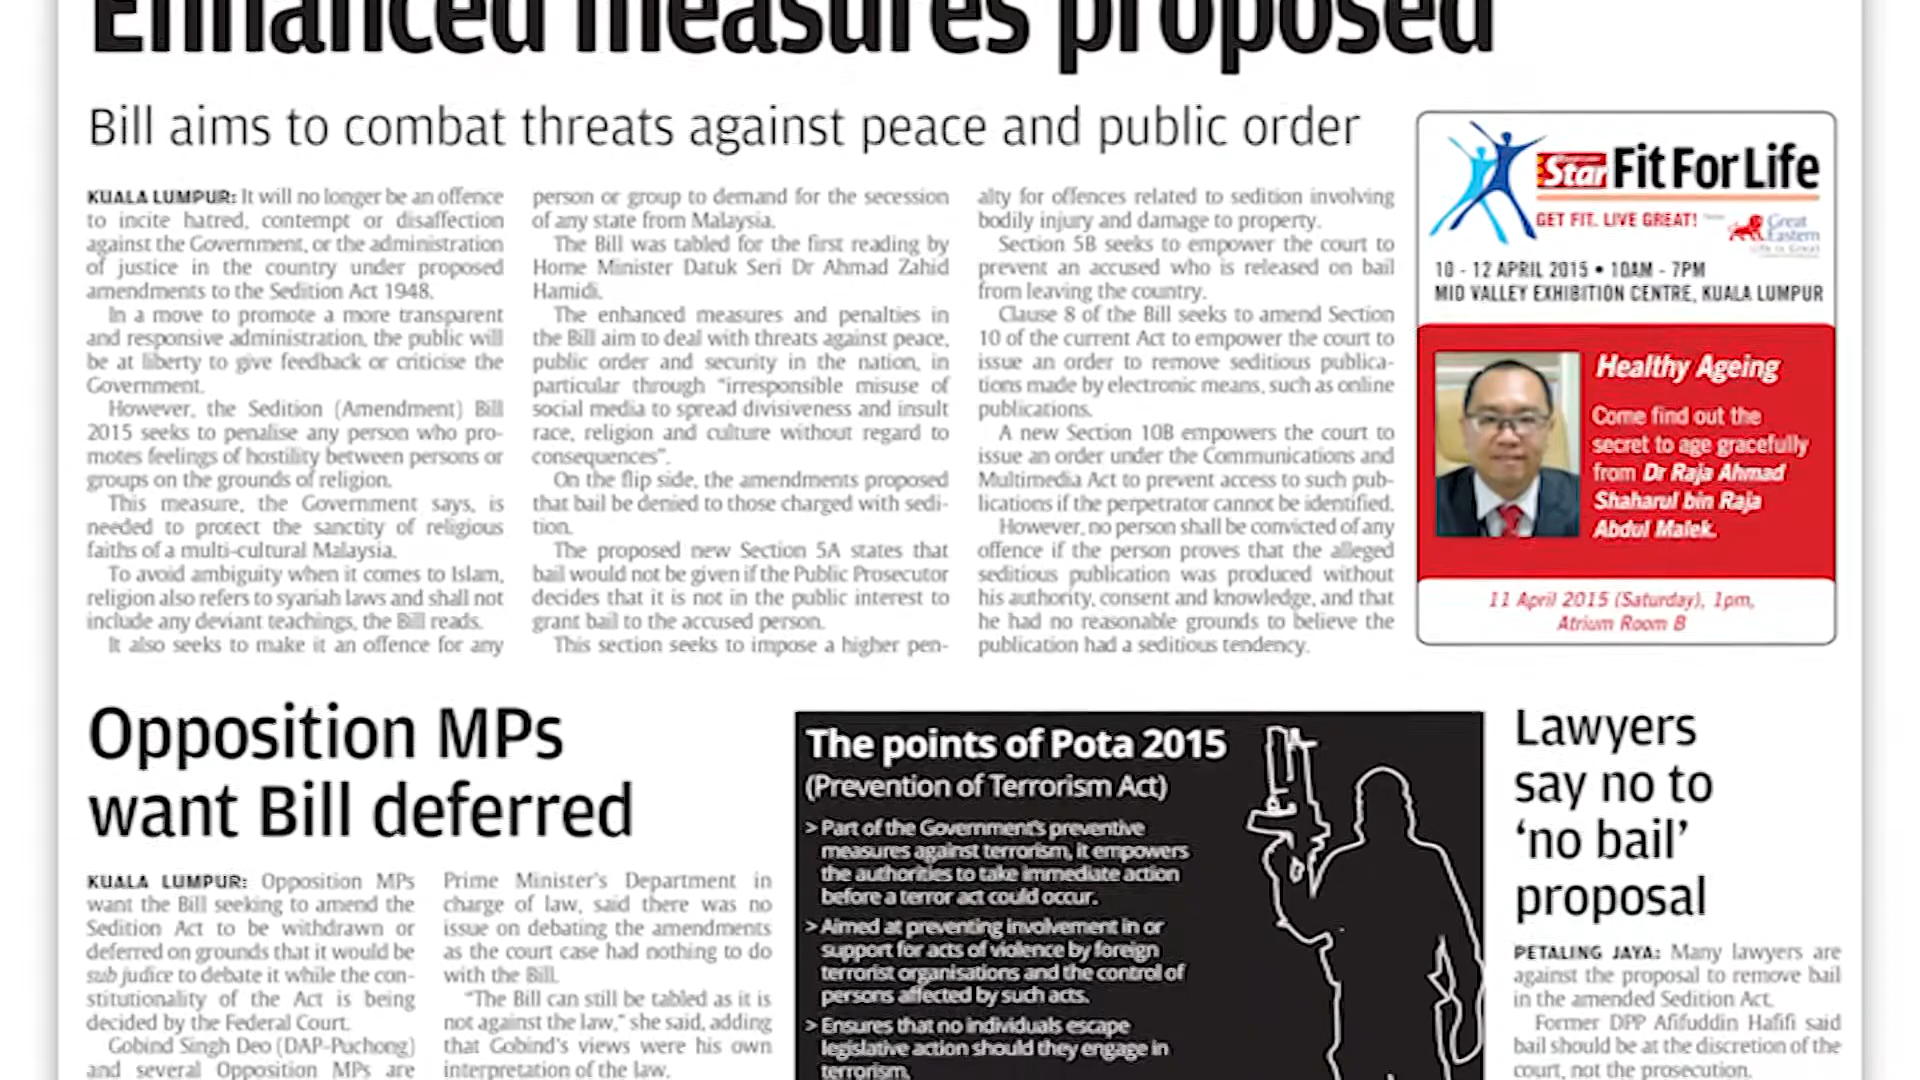 Enhanced measures proposed
Bill aims to combat threats against peace and public order
KUALA LUMPUR: It will no longer be an offence
to incite hatred, contempt or disaffection
against the Government, or the administration
of justice in the country under proposed
amendments to the Sedition Act 1948.
In a move to promote a more transparent
and responsive administration, the public will
be at liberty to give feedback or criticise the
Government.
However, the Sedition (Amendment) Bill
2015 seeks to penalise any person who pro-
motes feelings of hostility between persons or
groups on the grounds of religion.
This measure, the Government says, is
needed to protect the sanctity of religious
faiths of a multi-cultural Malaysia.
To avoid ambiguity when it comes to Islam,
religion also refers to syariah laws and shall not
include any deviant teachings, the Bill reads.
It also seeks to make it an offence for any
person or group to demand for the secession
of any state from Malaysia.
The Bill was tabled for the first reading by
Home Minister Datuk Seri Dr Ahmad Zahid
Hamidi.
The enhanced measures and penalties in
the Bill aim to deal with threats against peace,
public order and security in the nation, in
particular through "irresponsible misuse of
social media to spread divisiveness and insult
race, religion and culture without regard to
consequences".
On the flip side, the amendments proposed
that bail be denied to those charged with sedi-
tion.
The proposed new Section 5A states that
bail would not be given if the Public Prosecutor
decides that it is not in the public interest to
grant bail to the accused person.
This section seeks to impose a higher pen-
alty for offences related to sedition involving
bodily injury and damage to property.
Section 5B seeks to empower the court to
prevent an accused who is released on bail
from leaving the country.
Clause 8 of the Bill seeks to amend Section
10 of the current Act to empower the court to
issue an order to remove seditious publica-
tions made by electronic means, such as online
publications.
A new Section 10B empowers the court to
issue an order under the Communications and
Multimedia Act to prevent access to such pub-
lications if the perpetrator cannot be identified.
However, no person shall be convicted of any
offence if the person proves that the alleged
seditious publication was produced without
his authority, consent and knowledge, and that
he had no reasonable grounds to believe the
publication had a seditious tendency.
Star Fit For Life
GET FIT. LIVE GREAT!
Great
Eastern
Life is Great
10 - 12 APRIL 2015 • 10AM - 7PM
MID VALLEY EXHIBITION CENTRE, KUALA LUMPUR
Healthy Ageing
Come find out the
secret to age gracefully
from Dr Raja Ahmad
Shaharul bin Raja
Abdul Malek.
11 April 2015 (Saturday), 1pm,
Atrium Room B
Opposition MPs
want Bill deferred
KUALA LUMPUR: Opposition MPs
want the Bill seeking to amend the
Sedition Act to be withdrawn or
deferred on grounds that it would be
sub judice to debate it while the con-
stitutionality of the Act is being
decided by the Federal Court.
Gobind Singh Deo (DAP-Puchong)
and several Opposition MPs are
Prime Minister's Department in
charge of law, said there was no
issue on debating the amendments
as the court case had nothing to do
with the Bill.
"The Bill can still be tabled as it is
not against the law," she said, adding
that Gobind's views were his own
interpretation of the law.
The points of Pota 2015
(Prevention of Terrorism Act)
> Part of the Government's preventive
measures against terrorism, it empowers
the authorities to take immediate action
before a terror act could occur.
> Aimed at preventing involvement in or
support for acts of violence by foreign
terrorist organisations and the control of
persons affected by such acts.
> Ensures that no individuals escape
legislative action should they engage in
terrorism.
Lawyers
say no to
'no bail'
proposal
PETALING JAYA: Many lawyers are
against the proposal to remove bail
in the amended Sedition Act.
Former DPP Afifuddin Hafifi said
bail should be at the discretion of the
court, not the prosecution.